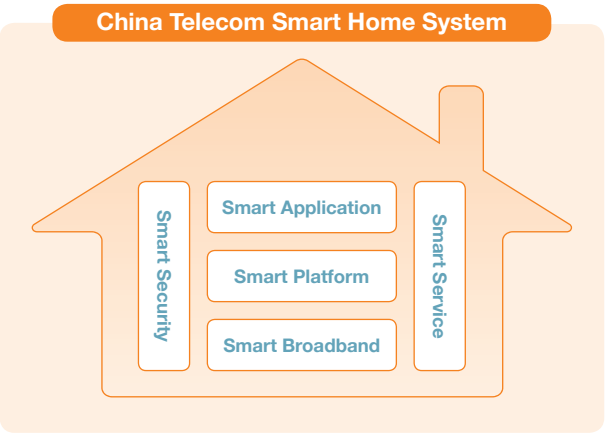 China Telecom Smart Home System
Smart Security
Smart Application
Smart Platform
Smart Broadband
Smart Service